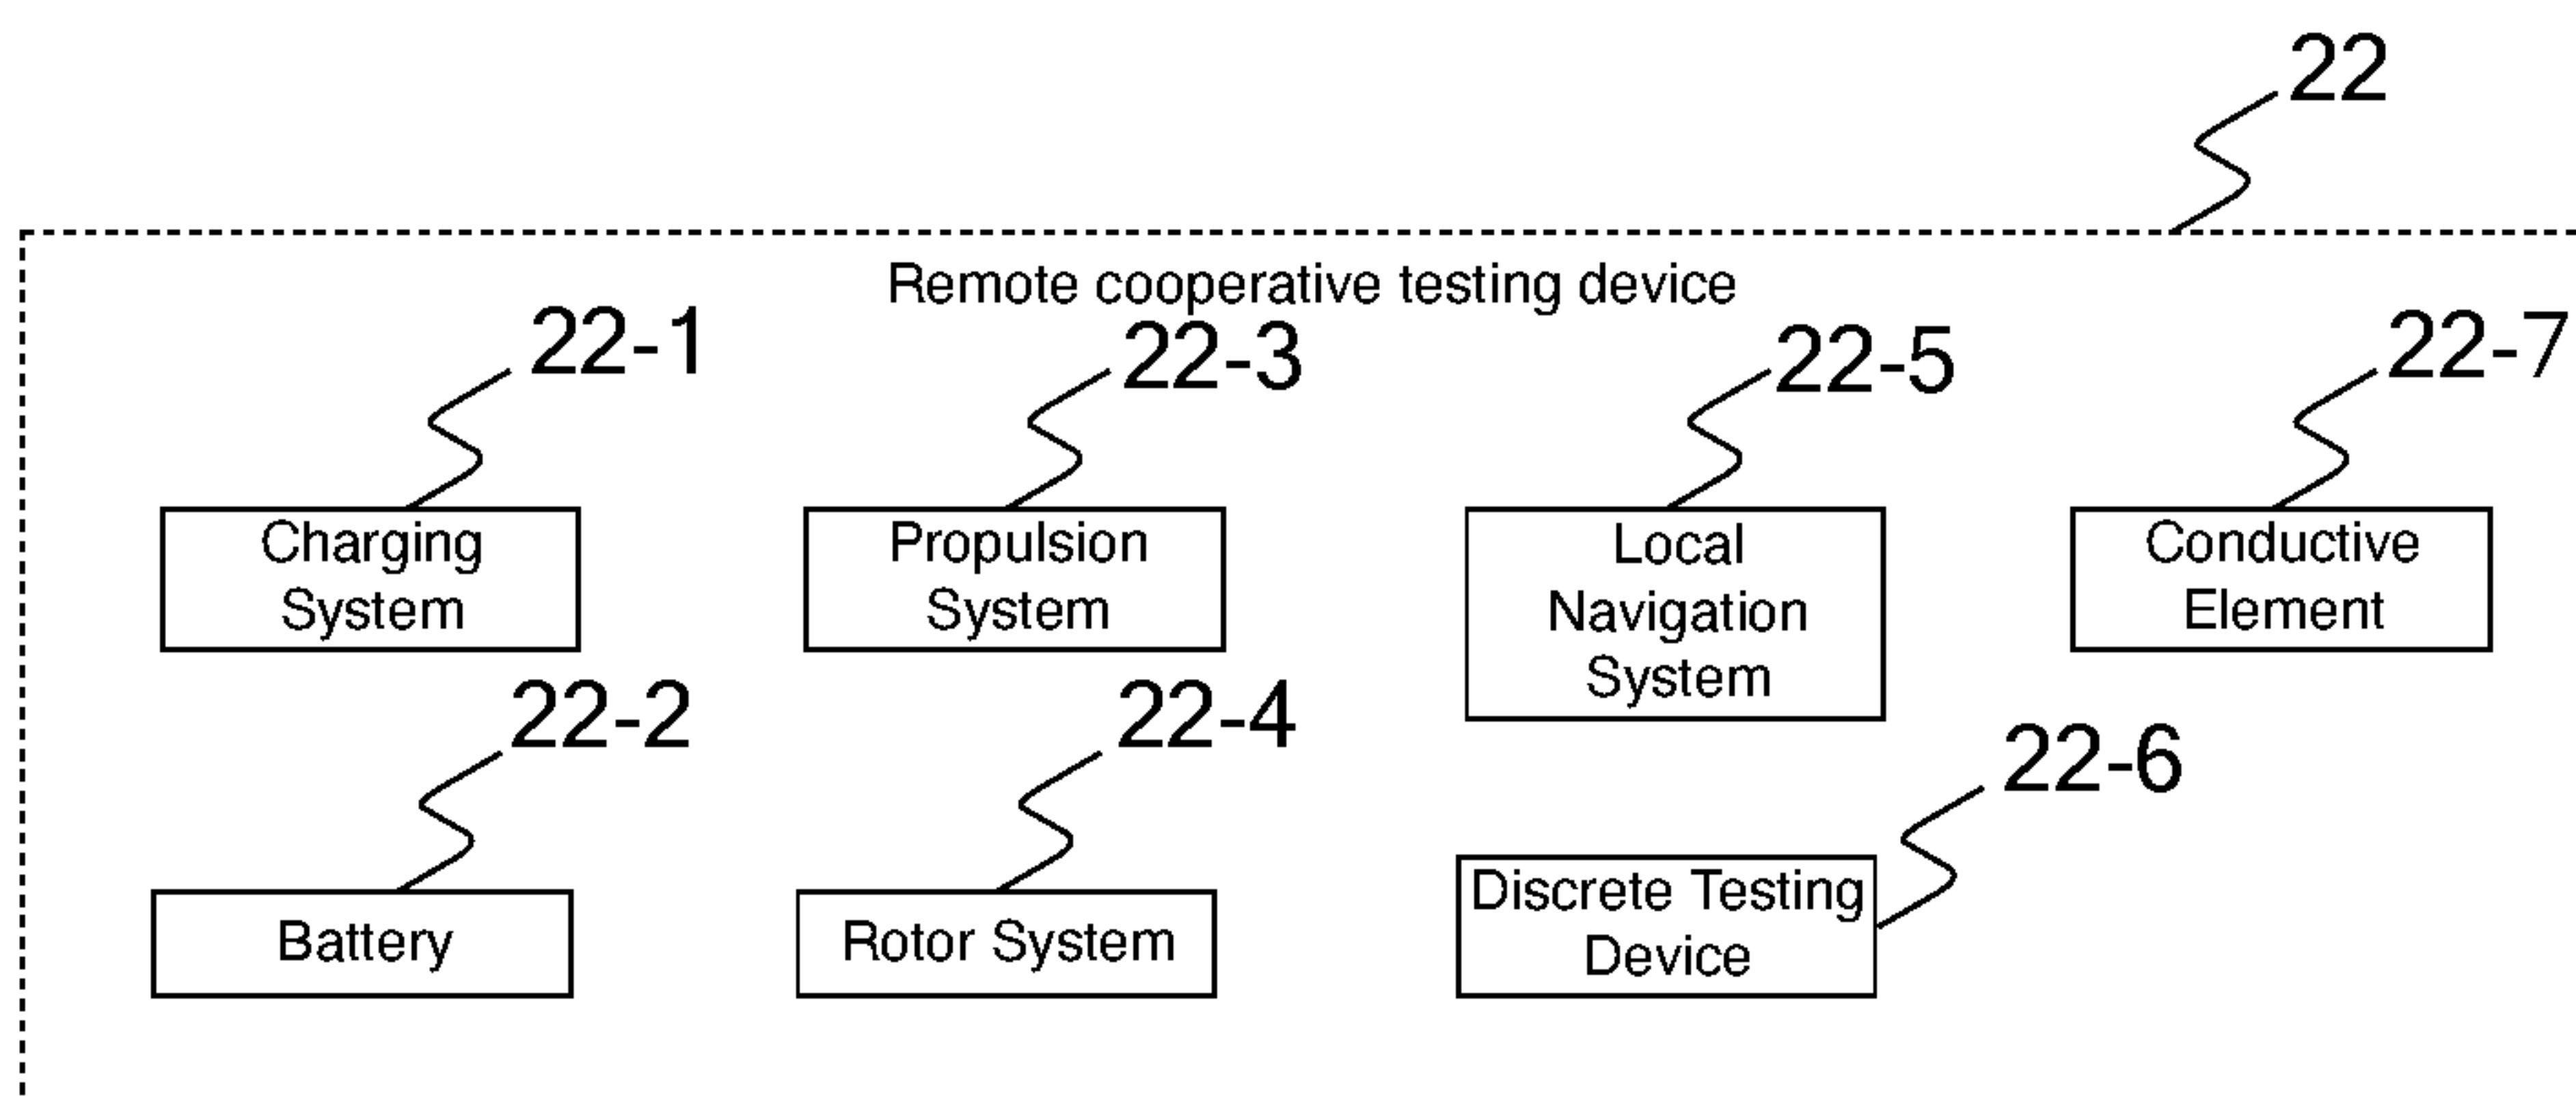 22
Remote cooperative testing device
22-1
22-3
22-5
22-7
Charging
System
Propulsion
System
Local
Navigation
System
Conductive
Element
22-2
22-4
22-6
Battery
Rotor System
Discrete Testing
Device